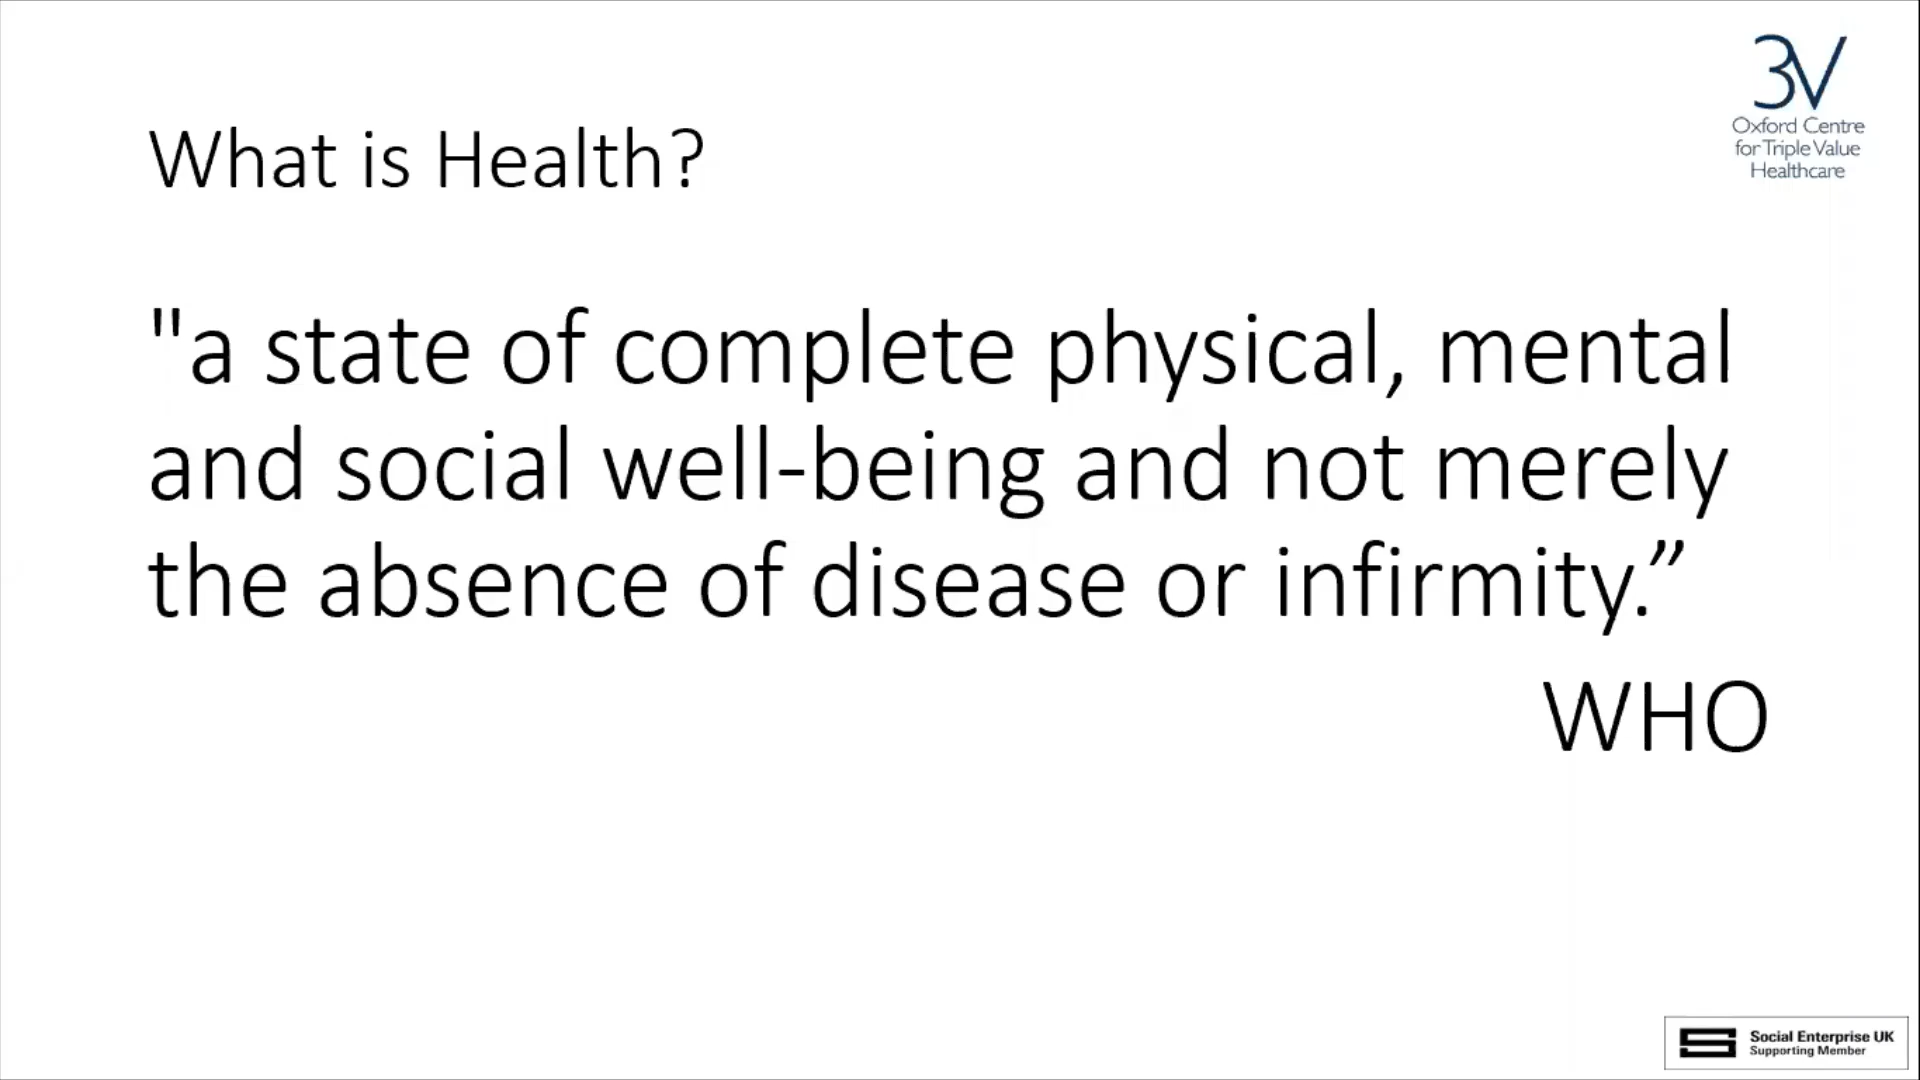 3V
Oxford Centre
for Triple Value
Healthcare
What is Health?
"a state of complete physical, mental
and social well-being and not merely
the absence of disease or infirmity.”
WHO
Social Enterprise UK
Supporting Member